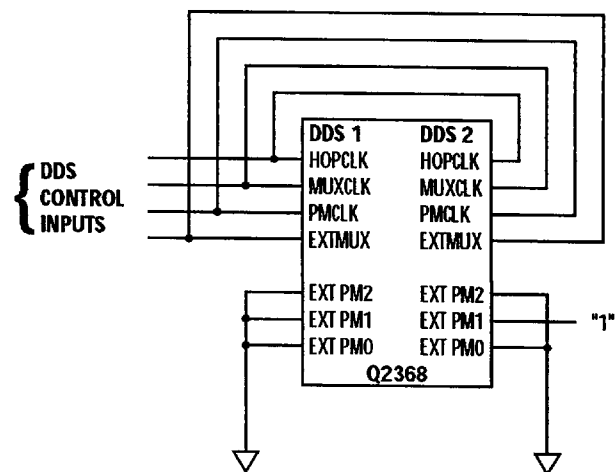 DDS 1 DDS 2
HOPCLK HOPCLK
DDS MUXCLK MUXCLK
CONTROL PMCLK PMCLK
INPUTS EXTMUX EXTMUX
EXT PM2 EXT PM2
EXT PM1 EXT PM1 "1"
EXT PM0 EXT PM0
Q2368